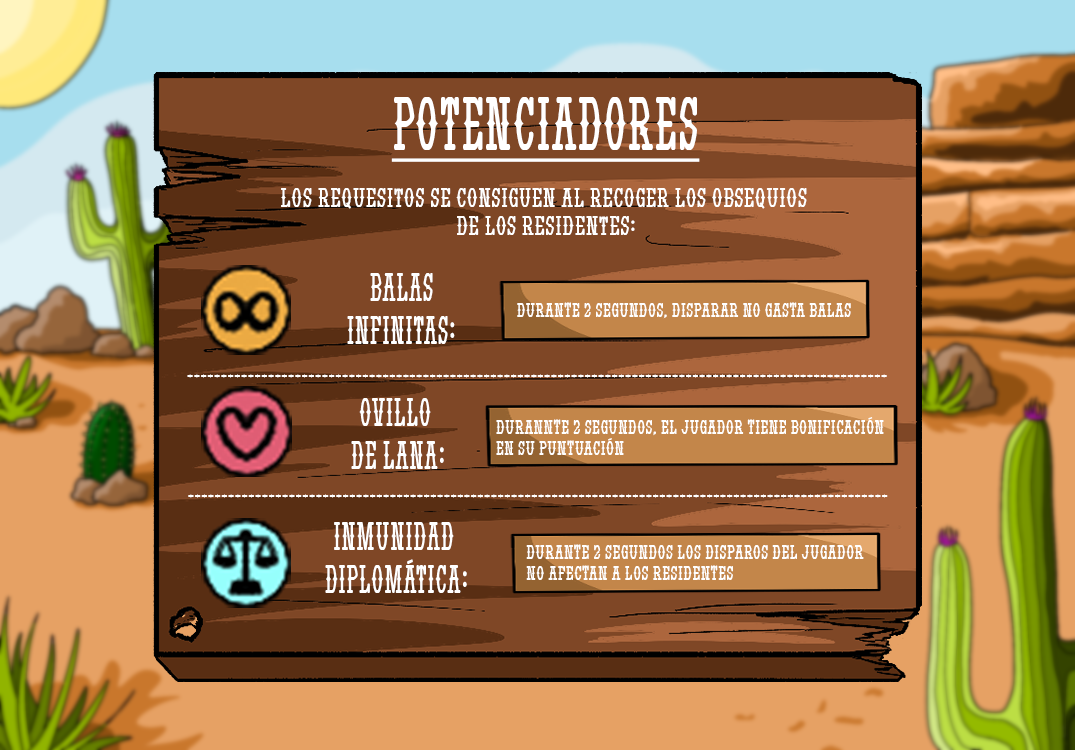 POTENCIADORES
LOS REQUESITOS SE CONSIGUEN AL RECOGER LOS OBSEQUIOS
DE LOS RESIDENTES:
BALAS
INFINITAS:
DURANTE 2 SEGUNDOS, DISPARAR NO GASTA BALAS
OVILLO
DE LANA:
DURANNTE 2 SEGUNDOS, EL JUGADOR TIENE BONIFICACIÓN
EN SU PUNTUACIÓN
INMUNIDAD
DIPLOMÁTICA:
DURANTE 2 SEGUNDOS LOS DISPAROS DEL JUGADOR
NO AFECTAN A LOS RESIDENTES